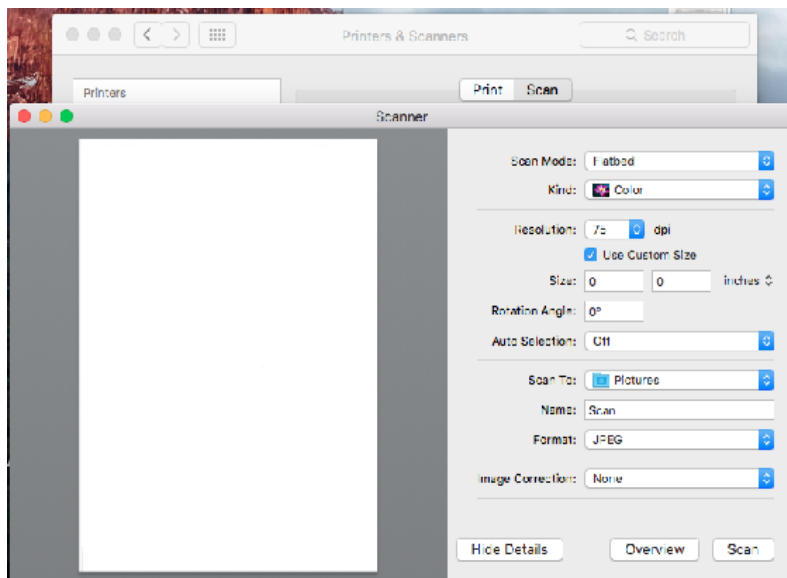 Printers & Scanners
Search
Printers
Print Scan
Scanner
Scan Mode: Flatbed
Kind: Color
Resolution: 75 dpi
Use Custom Size
Size: 0 0 inches
Rotation Angle: 0°
Auto Selection: Off
Scan To: Pictures
Name: Scan
Format: JPEG
Image Correction: None
Hide Details Overview Scan